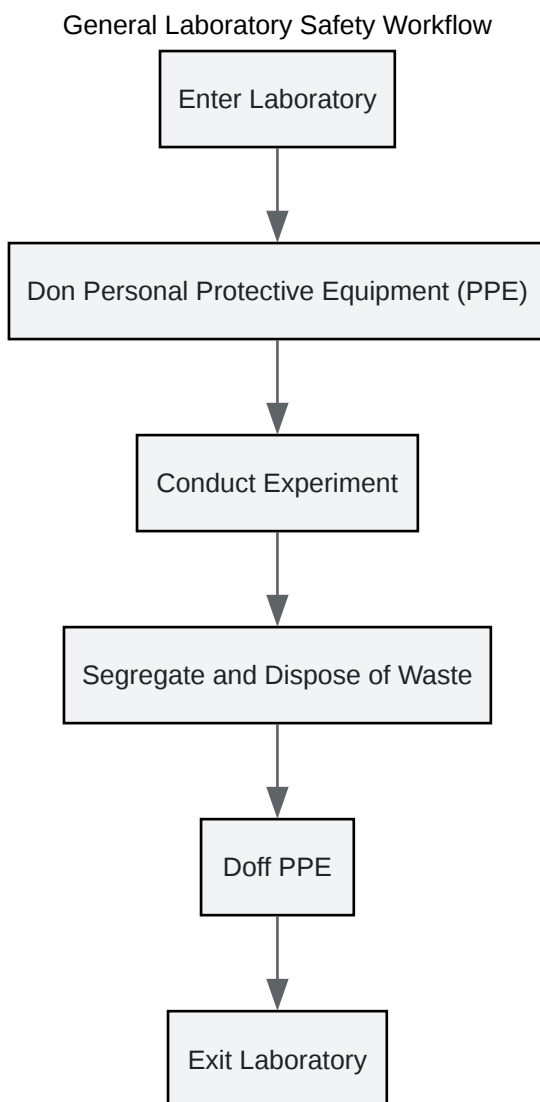 General Laboratory Safety Workflow
Enter Laboratory
Don Personal Protective Equipment (PPE)
Conduct Experiment
Segregate and Dispose of Waste
Doff PPE
Exit Laboratory